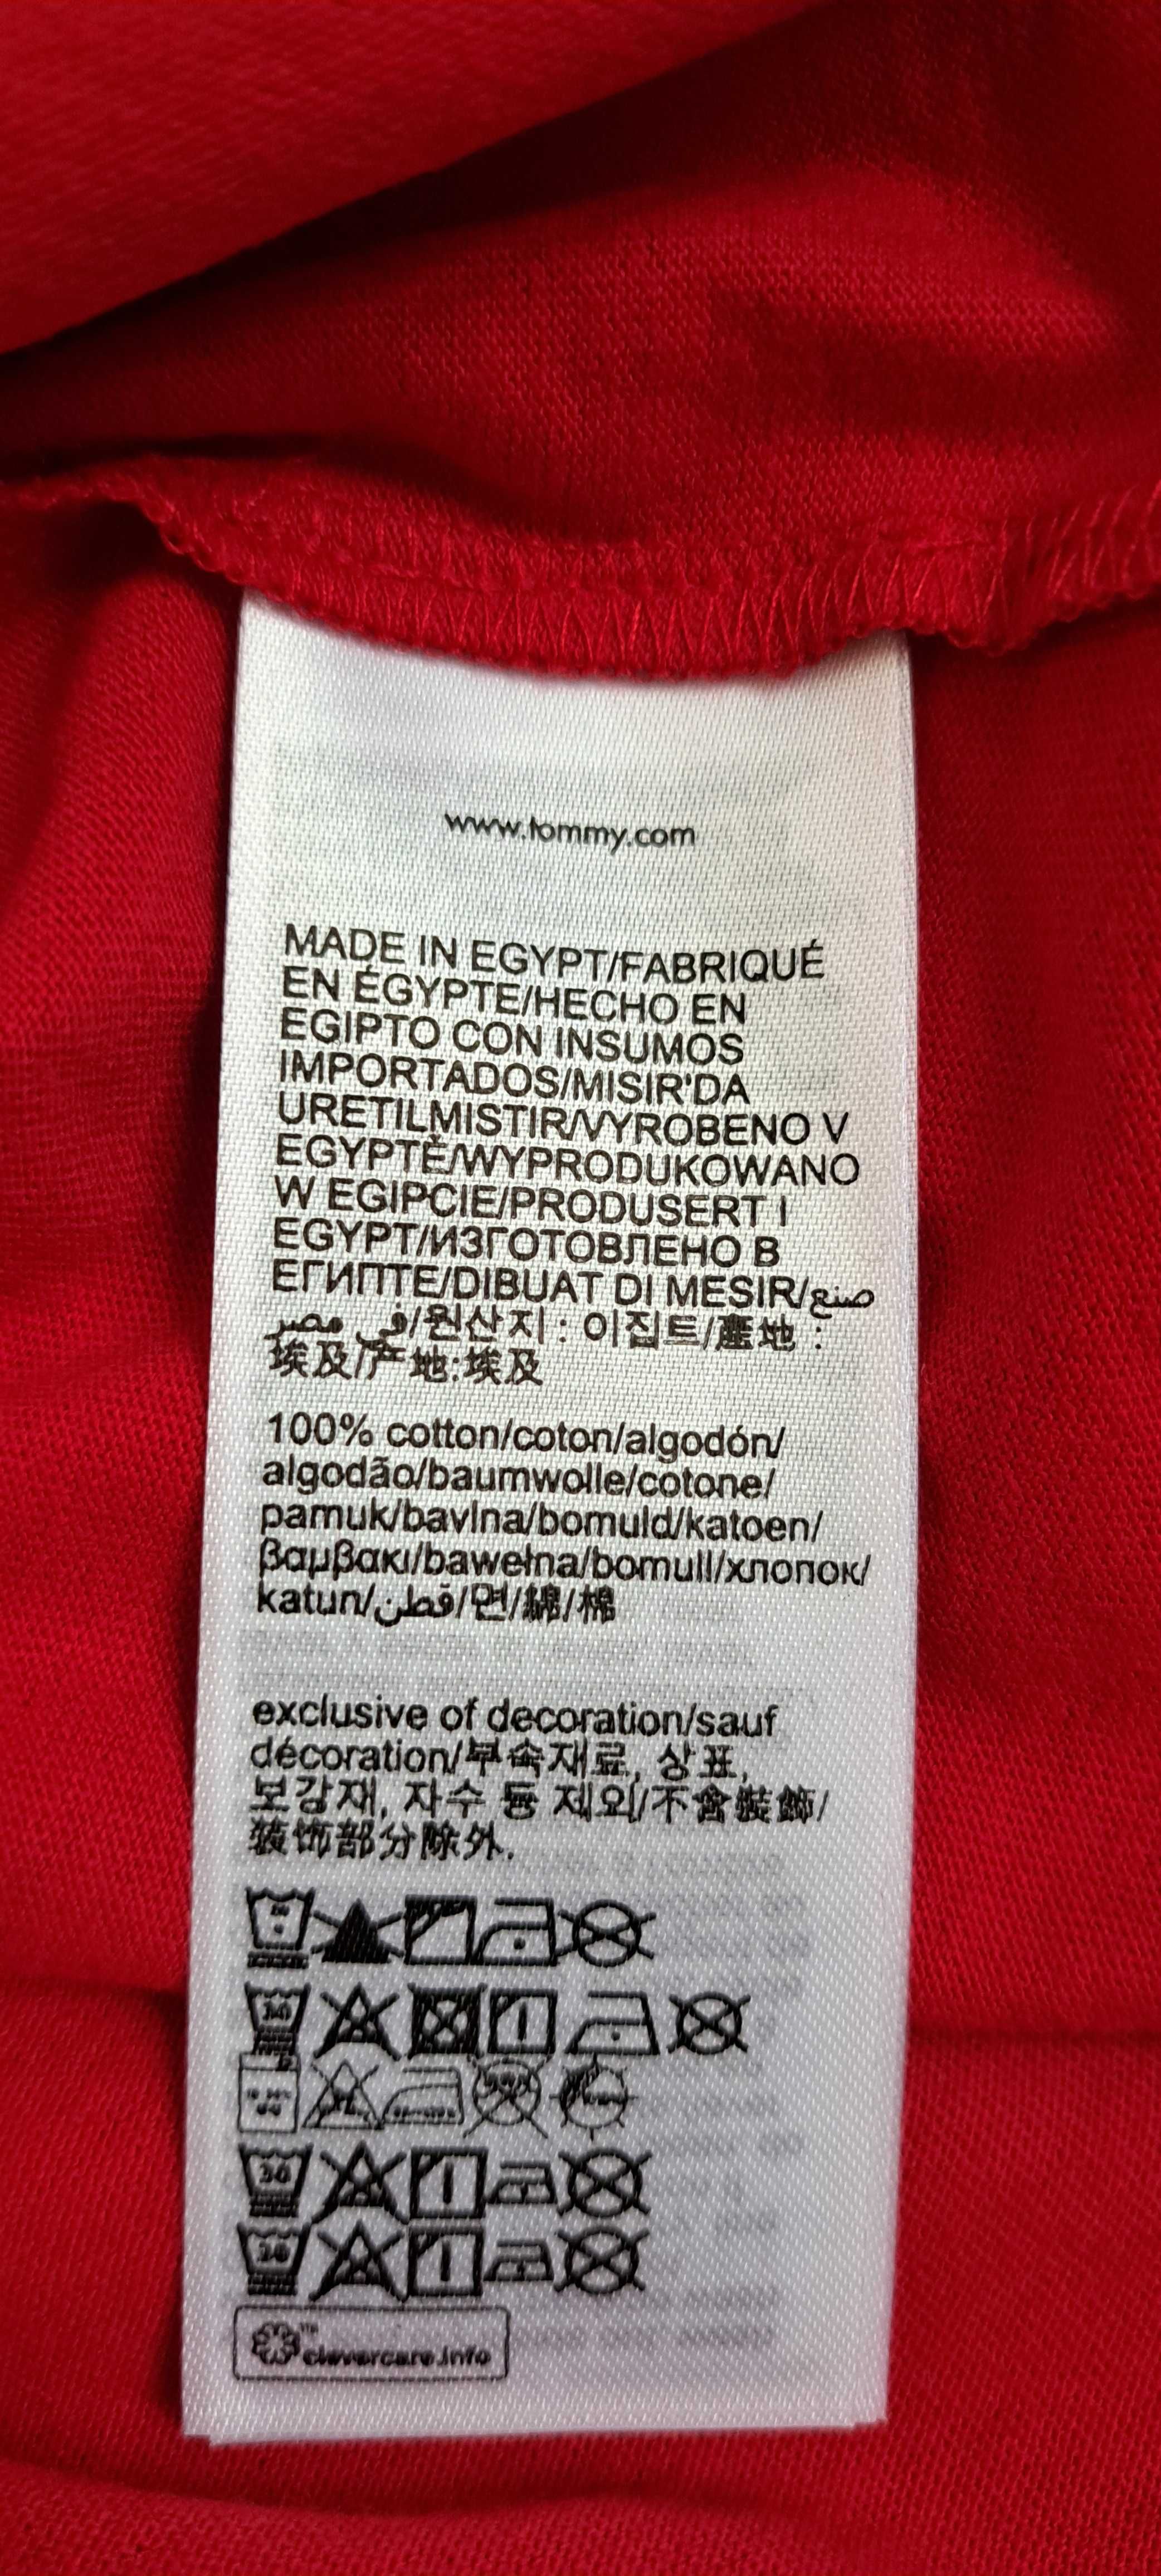 www.tommy.com
MADE IN EGYPT/FABRIQUÉ
EN ÉGYPTE/HECHO EN
EGIPTO CON INSUMOS
IMPORTADOS/MISIR'DA
URETILMISTIR/VYROBENO V
EGYPTĚ/WYPRODUKOWANO
W EGIPCIE/PRODUSERT I
EGYPT/ИЗГОТОВЛЕНО В
ЕГИПТЕ/DIBUAT DI MESIR/صنع
في مصر/원산지 : 이집트/產地 :
埃及/产地:埃及
100% cotton/coton/algodón/
algodão/baumwolle/cotone/
pamuk/bavlna/bomuld/katoen/
βαμβακι/bawełna/bomull/хлопок/
katun/قطن/면/綿/棉
exclusive of decoration/sauf
décoration/부속재료, 상표,
보강재, 자수 등 제외/不含裝飾/
装饰部分除外.
30
30
30
clevercare.info